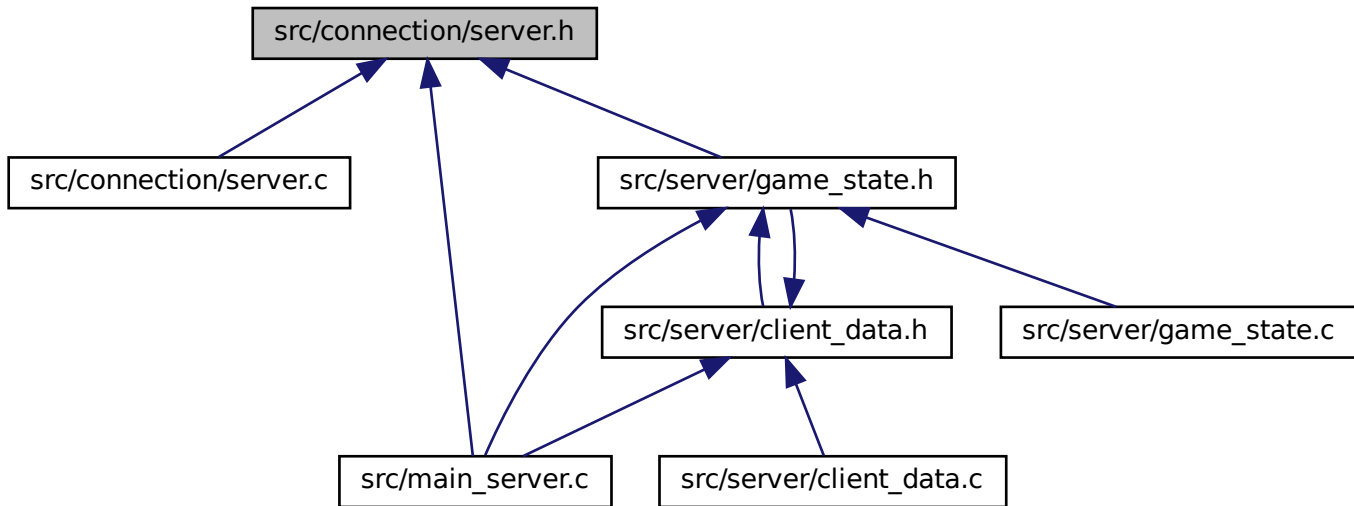 src/connection/server.h
src/connection/server.c
src/server/game_state.h
src/server/client_data.h
src/server/game_state.c
src/main_server.c
src/server/client_data.c